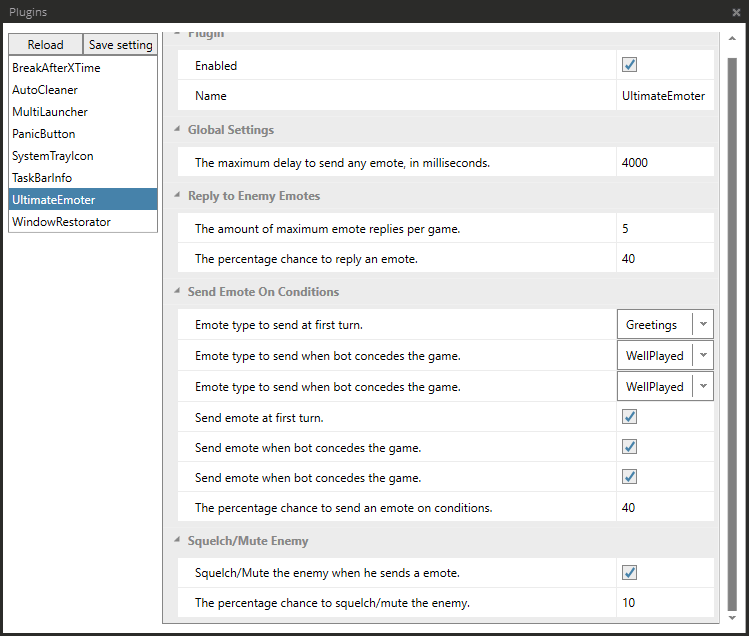 Plugins
Reload Save setting
BreakAfterXTime
AutoCleaner
MultiLauncher
PanicButton
SystemTrayIcon
TaskBarInfo
UltimateEmoter
WindowRestorator
Plugin
Enabled
Name UltimateEmoter
Global Settings
The maximum delay to send any emote, in milliseconds. 4000
Reply to Enemy Emotes
The amount of maximum emote replies per game. 5
The percentage chance to reply an emote. 40
Send Emote On Conditions
Emote type to send at first turn. Greetings
Emote type to send when bot concedes the game. WellPlayed
Emote type to send when bot concedes the game. WellPlayed
Send emote at first turn.
Send emote when bot concedes the game.
Send emote when bot concedes the game.
The percentage chance to send an emote on conditions. 40
Squelch/Mute Enemy
Squelch/Mute the enemy when he sends a emote.
The percentage chance to squelch/mute the enemy. 10